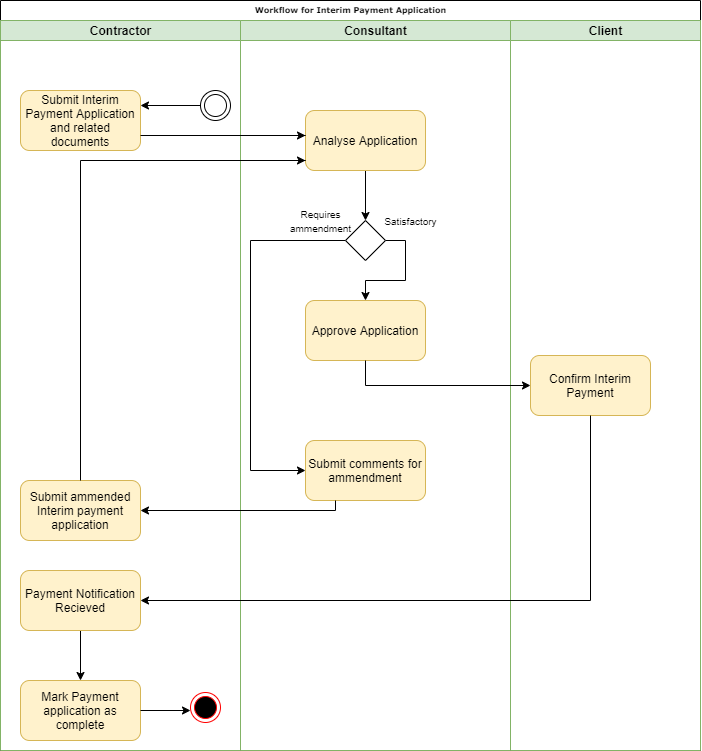 Workflow for Interim Payment Application
Contractor
Consultant
Client
Submit Interim
Payment Application
and related
documents
Analyse Application
Requires
ammendment
Satisfactory
Approve Application
Confirm Interim
Payment
Submit comments for
ammendment
Submit ammended
Interim payment
application
Payment Notification
Recieved
Mark Payment
application as
complete